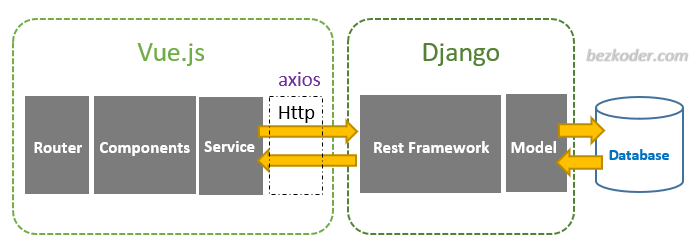 Vue.js
Django
bezkoder.com
axios
Http
Router
Components
Service
Rest Framework
Model
Database